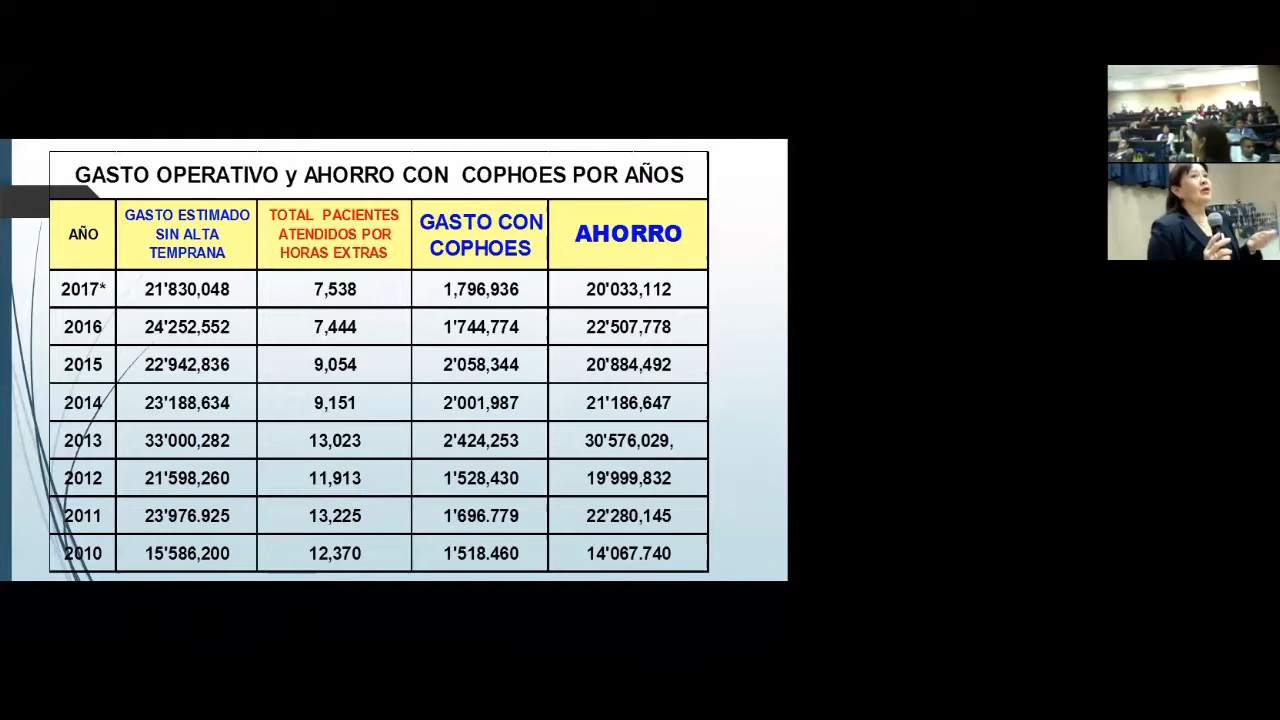 GASTO OPERATIVO y AHORRO CON COPHOES POR AÑOS
AÑO
GASTO ESTIMADO
SIN ALTA
TEMPRANA
TOTAL PACIENTES
ATENDIDOS POR
HORAS EXTRAS
GASTO CON
COPHOES
AHORRO
2017* 21'830,048 7,538 1,796,936 20'033,112
2016 24'252,552 7,444 1'744,774 22'507,778
2015 22'942,836 9,054 2'058,344 20'884,492
2014 23'188,634 9,151 2'001,987 21'186,647
2013 33'000,282 13,023 2'424,253 30'576,029,
2012 21'598,260 11,913 1'528,430 19'999,832
2011 23'976.925 13,225 1'696.779 22'280,145
2010 15'586,200 12,370 1'518.460 14'067.740